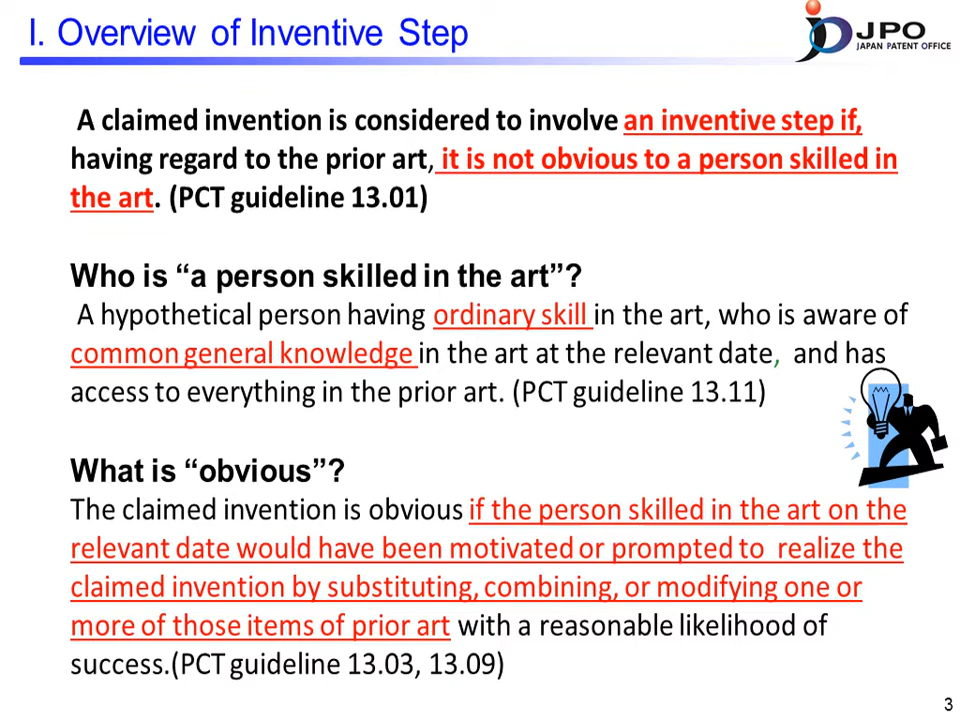 I. Overview of Inventive Step
JPO
JAPAN PATENT OFFICE
A claimed invention is considered to involve an inventive step if,
having regard to the prior art, it is not obvious to a person skilled in
the art. (PCT guideline 13.01)
Who is “a person skilled in the art”?
A hypothetical person having ordinary skill in the art, who is aware of
common general knowledge in the art at the relevant date, and has
access to everything in the prior art. (PCT guideline 13.11)
What is “obvious”?
The claimed invention is obvious if the person skilled in the art on the
relevant date would have been motivated or prompted to realize the
claimed invention by substituting, combining, or modifying one or
more of those items of prior art with a reasonable likelihood of
success.(PCT guideline 13.03, 13.09)
3